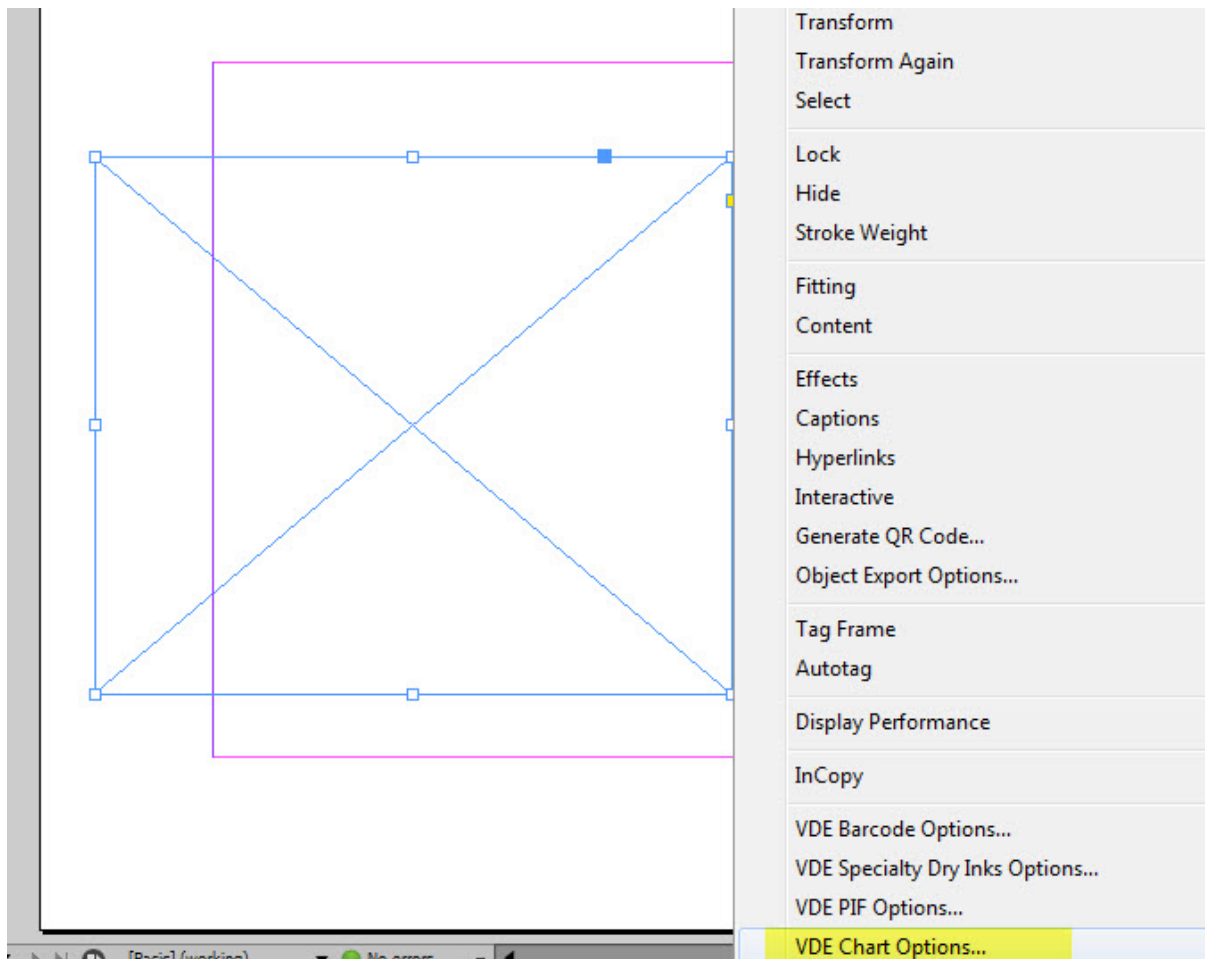 Transform
Transform Again
Select
Lock
Hide
Stroke Weight
Fitting
Content
Effects
Captions
Hyperlinks
Interactive
Generate QR Code...
Object Export Options...
Tag Frame
Autotag
Display Performance
InCopy
VDE Barcode Options...
VDE Specialty Dry Inks Options...
VDE PIF Options...
VDE Chart Options...
[Basic] (working) No errors